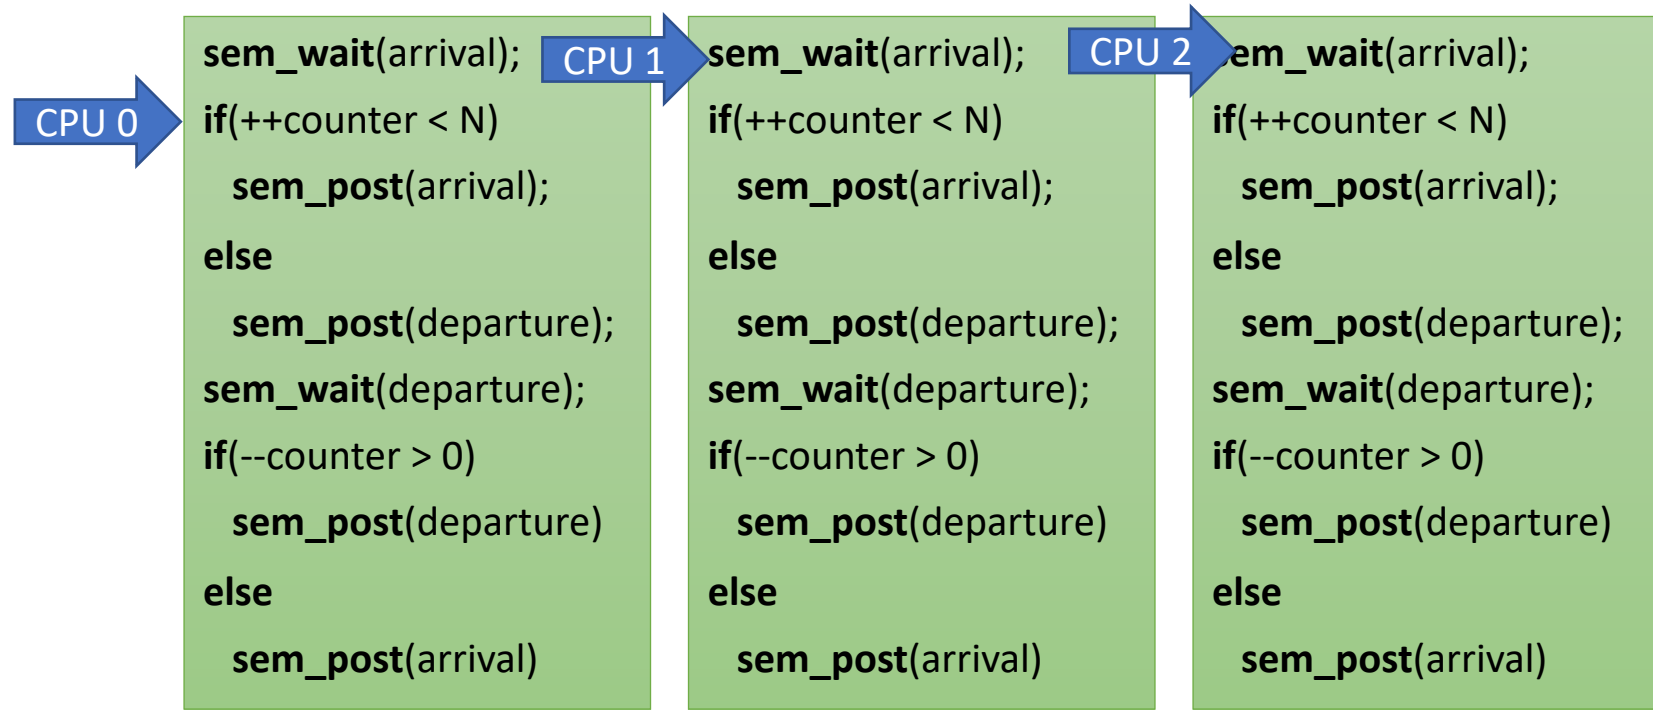 CPU 0
sem_wait(arrival);
if(++counter < N)
sem_post(arrival);
else
sem_post(departure);
sem_wait(departure);
if(--counter > 0)
sem_post(departure)
else
sem_post(arrival)
CPU 1
sem_wait(arrival);
if(++counter < N)
sem_post(arrival);
else
sem_post(departure);
sem_wait(departure);
if(--counter > 0)
sem_post(departure)
else
sem_post(arrival)
CPU 2
sem_wait(arrival);
if(++counter < N)
sem_post(arrival);
else
sem_post(departure);
sem_wait(departure);
if(--counter > 0)
sem_post(departure)
else
sem_post(arrival)